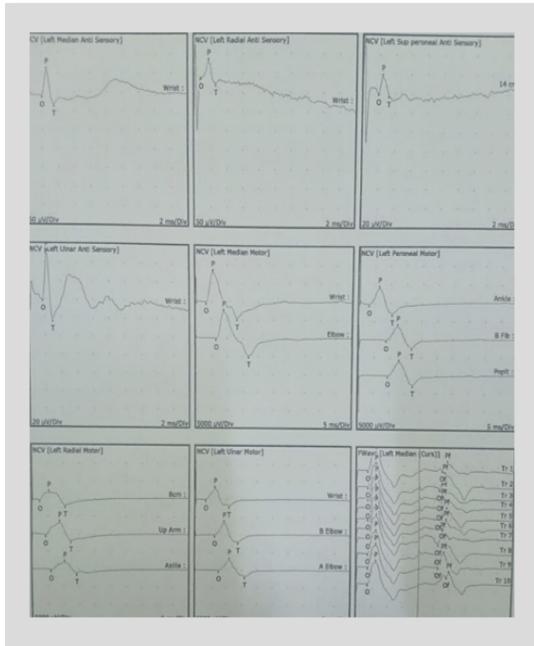 CV [Left Median Anti Sensory]
P
O
T
Wrist :
50 µV/Div
2 ms/Div
NCV [Left Radial Anti Sensory]
P
O
T
Wrist :
50 µV/Div
2 ms/Div
NCV [Left Sup peroneal Anti Sensory]
P
O
T
14 cm
20 µV/Div
2 ms/D
NCV [Left Ulnar Anti Sensory]
P
O
T
Wrist :
20 µV/Div
2 ms/Div
NCV [Left Median Motor]
P
O
T
Wrist :
P
O
T
Elbow :
5000 µV/Div
5 ms/Div
NCV [Left Peroneal Motor]
P
O
T
Ankle :
P
O
T
B Fib :
P
O
T
Popit :
5000 µV/Div
5 ms/Div
NCV [Left Radial Motor]
P
O
T
P
O
T
Up Arm :
P
O
T
Axilla :
NCV [Left Ulnar Motor]
P
O
T
Wrist :
P T
O
B Elbow :
P
O
T
A Elbow :
FWave [Left Median (Curs)]
Tr 1
Tr 2
Tr 3
Tr 4
Tr 5
Tr 6
Tr 7
Tr 8
Tr 9
Tr 10